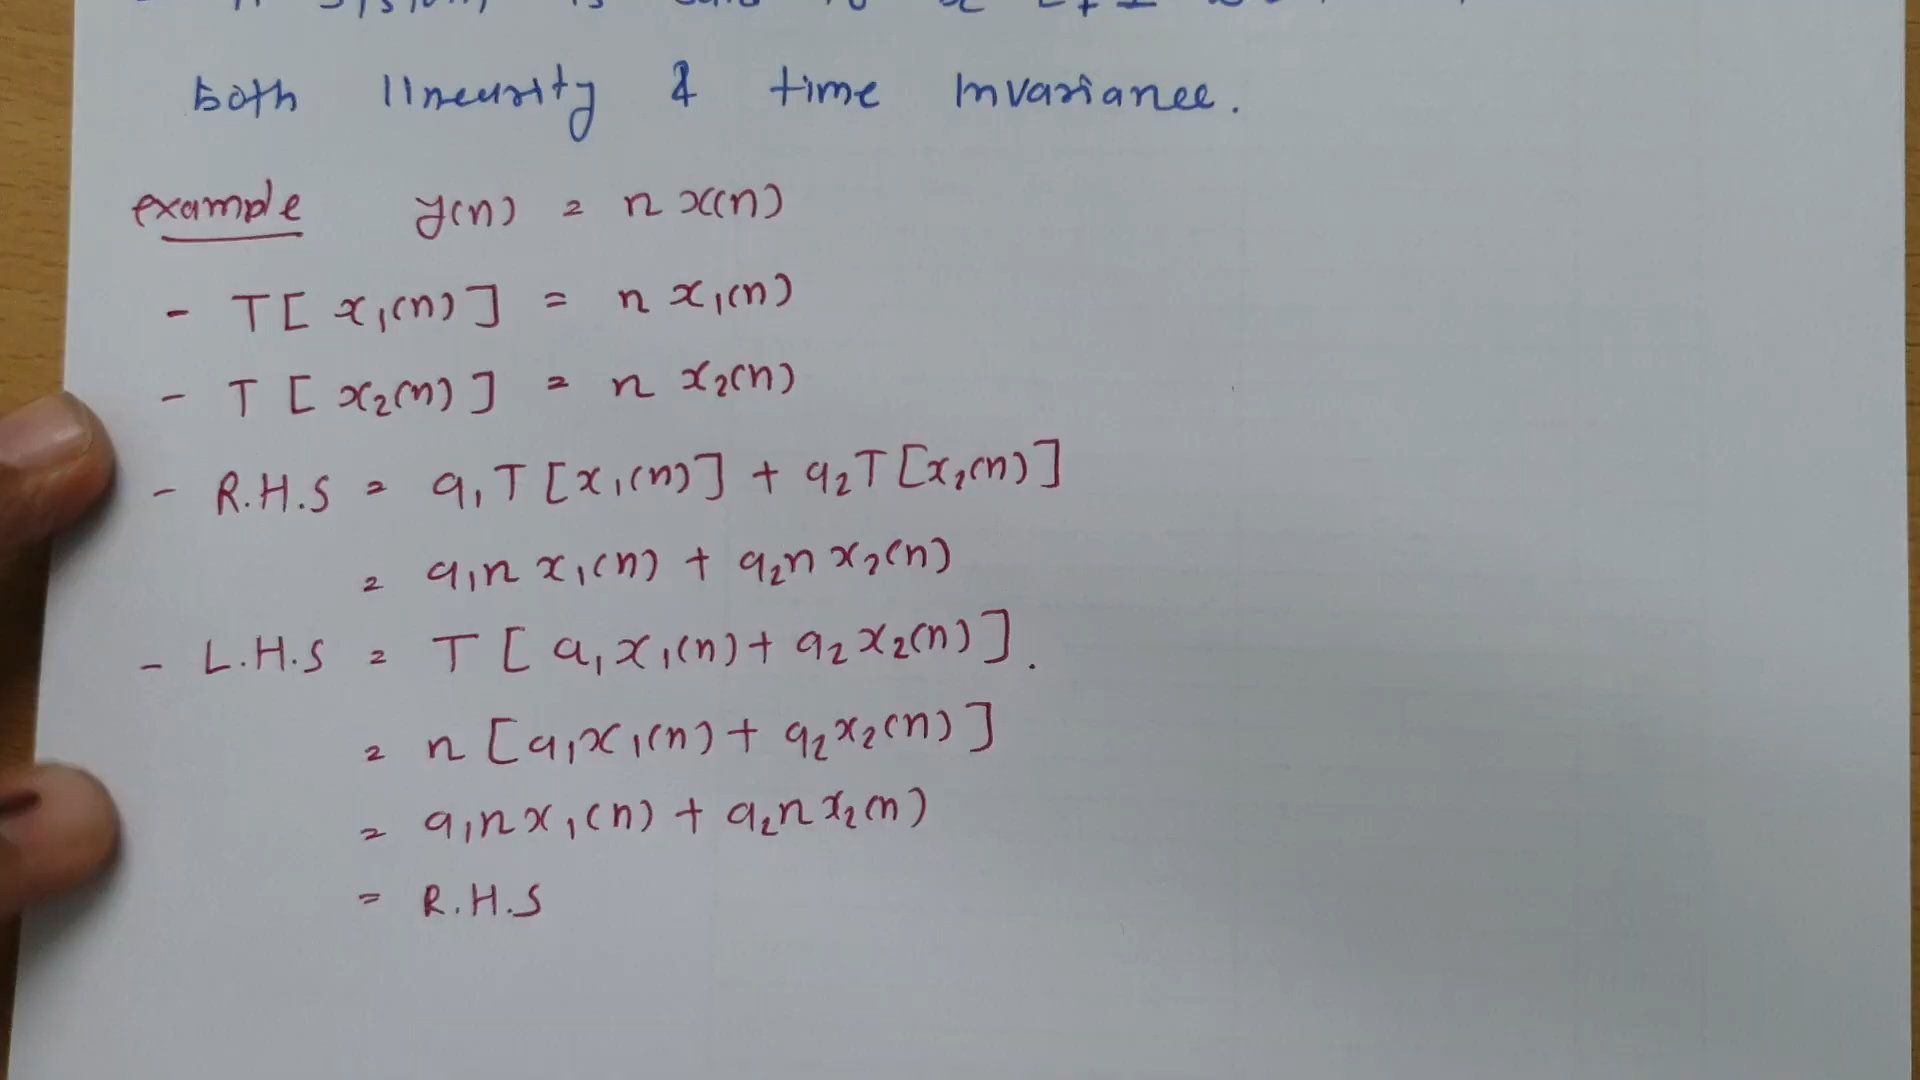 both linearity & time Invariance.
example y(n) = n x(n)
- T[x₁(n)] = n x₁(n)
- T[x₂(n)] = n x₂(n)
- R.H.S = a₁T[x₁(n)] + a₂T[x₂(n)]
= a₁n x₁(n) + a₂n x₂(n)
- L.H.S = T[a₁x₁(n) + a₂x₂(n)].
= n[a₁x₁(n) + a₂x₂(n)]
= a₁n x₁(n) + a₂n x₂(n)
= R.H.S